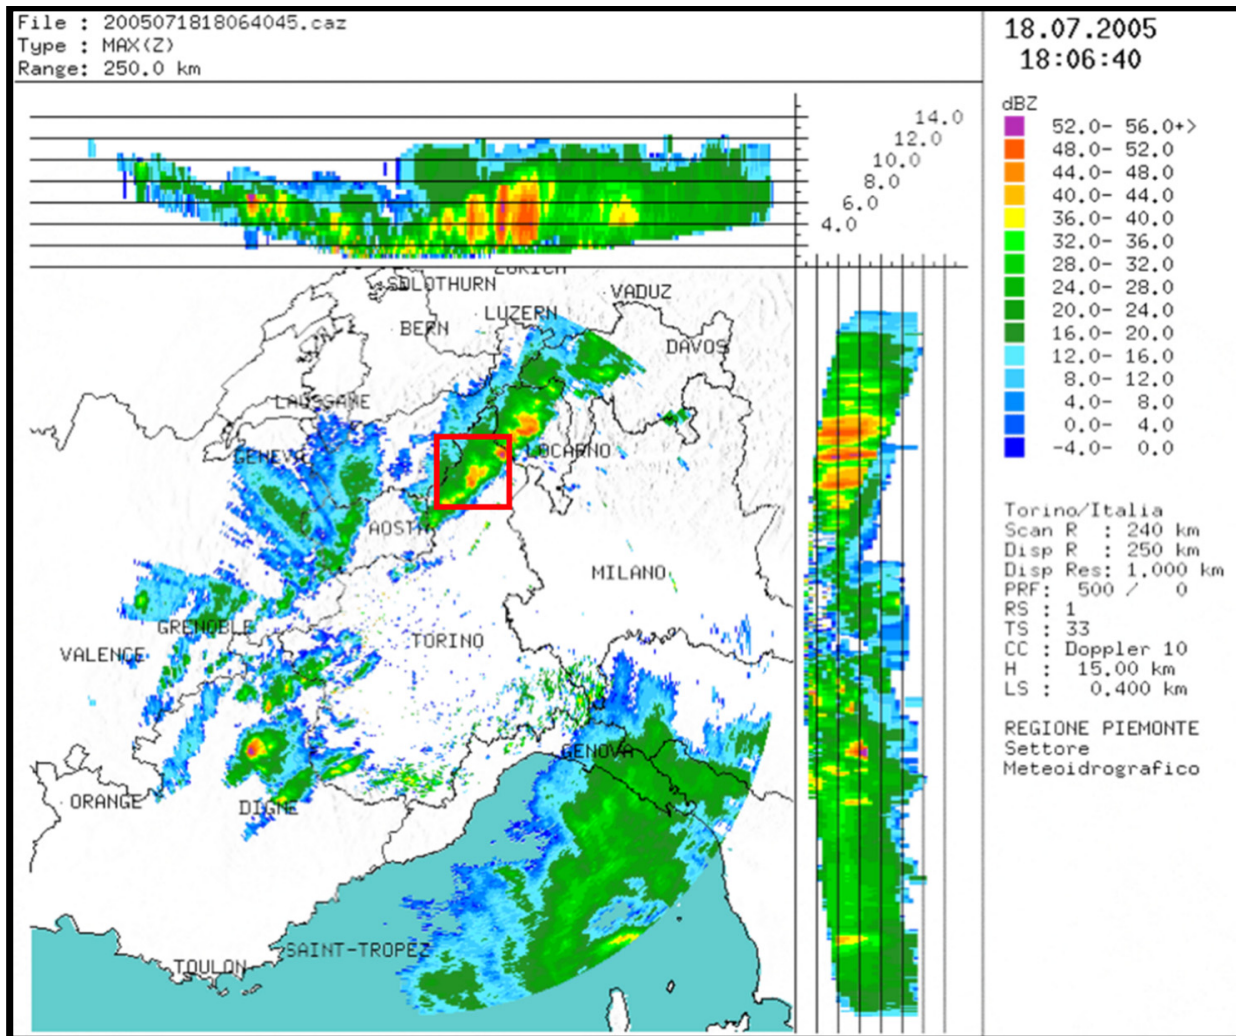 File : 2005071818064045.caz
Type : MAX(Z)
Range: 250.0 km
18.07.2005
18:06:40
14.0
12.0
10.0
8.0
6.0
4.0
dBZ
52.0- 56.0+>
48.0- 52.0
44.0- 48.0
40.0- 44.0
36.0- 40.0
32.0- 36.0
28.0- 32.0
24.0- 28.0
20.0- 24.0
16.0- 20.0
12.0- 16.0
8.0- 12.0
4.0- 8.0
0.0- 4.0
-4.0- 0.0
ZURICH
SOLOTHURN
VADUZ
LUZERN
BERN
DAVOS
LAUSSANE
GENEVA
LOCARNO
AOSTA
MILANO
GRENOBLE
TORINO
VALENCE
GENOVA
ORANGE
DIGNE
SAINT-TROPEZ
TOULON
Torino/Italia
Scan R : 240 km
Disp R : 250 km
Disp Res: 1.000 km
PRF: 500 / 0
RS : 1
TS : 33
CC : Doppler 10
H : 15.00 km
LS : 0.400 km
REGIONE PIEMONTE
Settore
Meteoidrografico